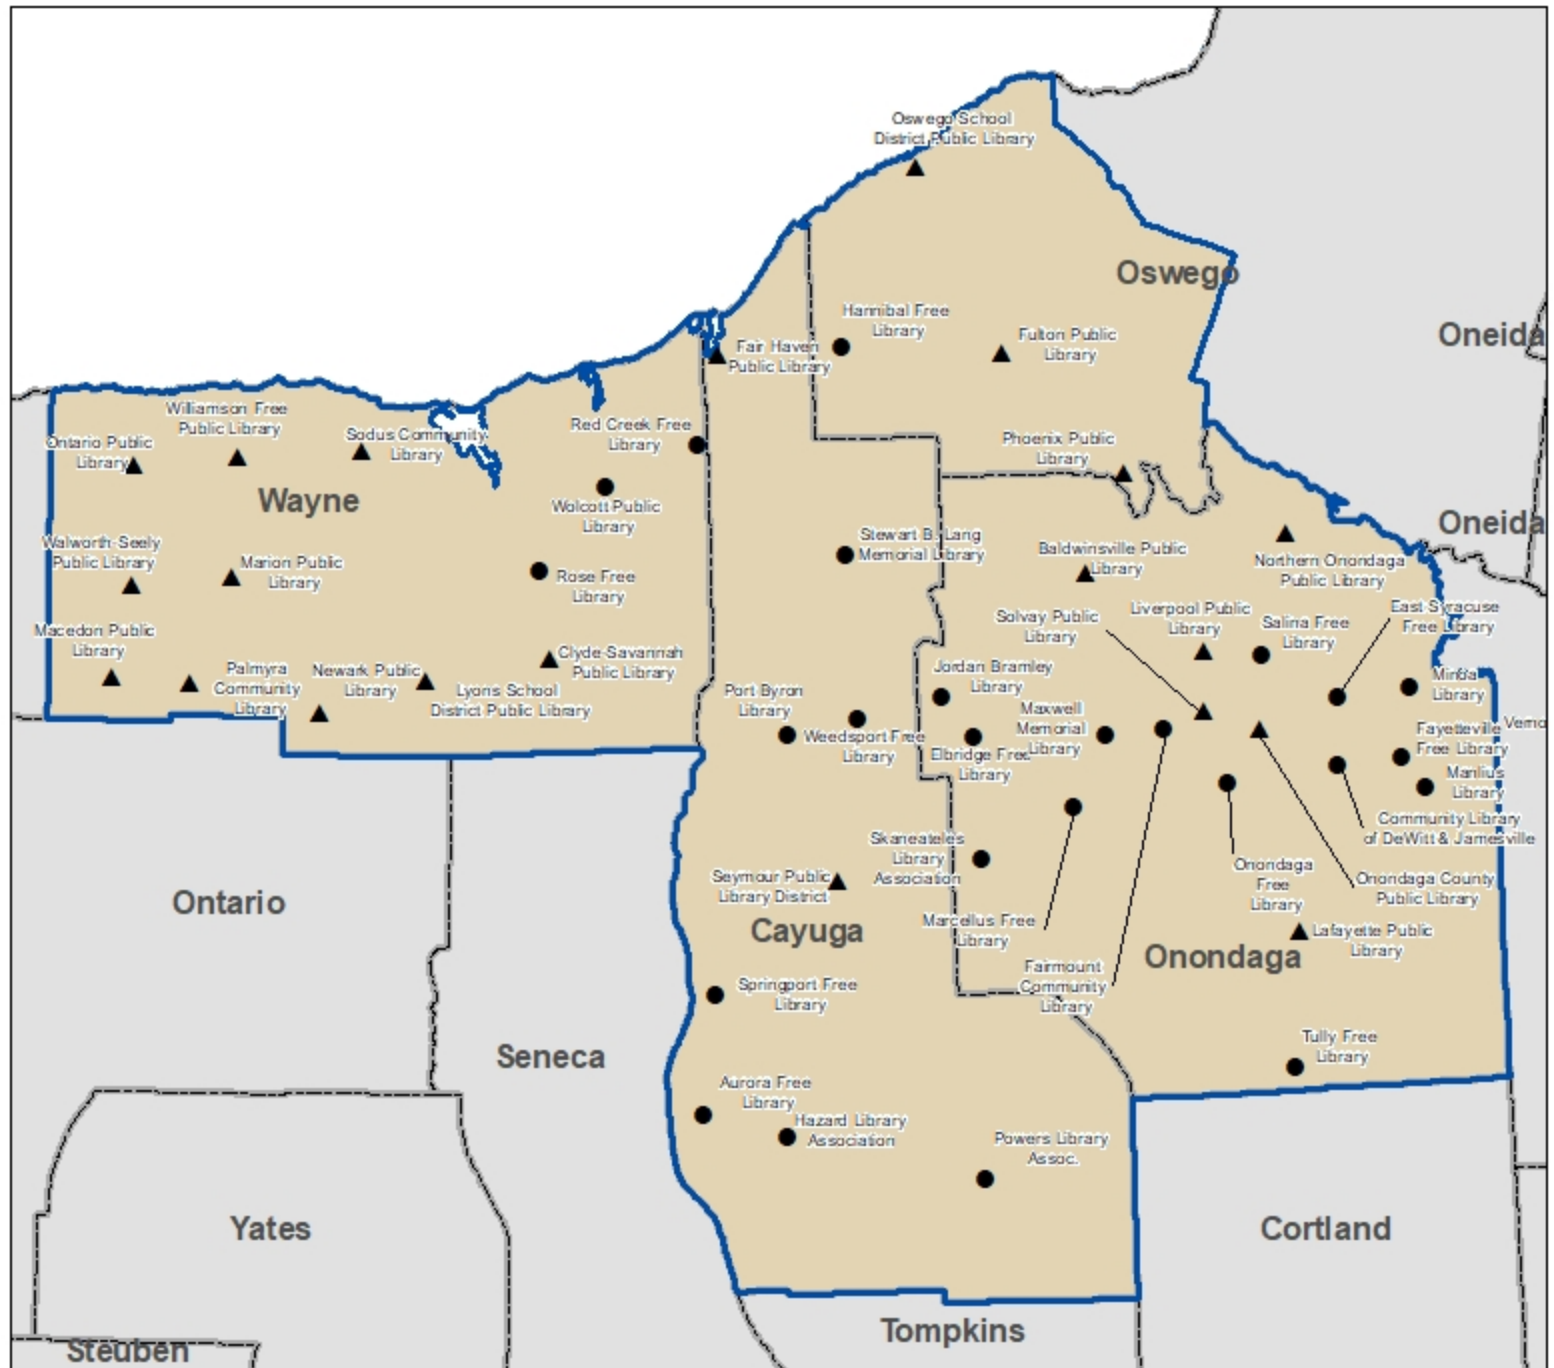 Oswego School
District Public Library
Oswego
Hannibal Free
Library
Fulton Public
Library
Oneida
Fair Haven
Public Library
Williamson Free
Public Library
Sodus Community
Library
Red Creek Free
Library
Ontario Public
Library
Phoenix Public
Library
Wayne
Wolcott Public
Library
Oneida
Stewart B. Lang
Memorial Library
Baldwinsville Public
Library
Northern Onondaga
Public Library
Walworth-Seely
Public Library
Marion Public
Library
Rose Free
Library
Solvay Public
Library
Liverpool Public
Library
Salina Free
Library
East Syracuse
Free Library
Macedon Public
Library
Palmyra
Community
Library
Newark Public
Library
Clyde-Savannah
Public Library
Lyons School
District Public Library
Port Byron
Library
Jordan Bramley
Library
Minoa
Library
Maxwell
Memorial
Library
Weedsport Free
Library
Elbridge Free
Library
Fayetteville
Free Library
Verno
Manlius
Library
Community Library
of DeWitt & Jamesville
Skaneateles
Library
Association
Seymour Public
Library District
Onondaga
Free
Library
Onondaga County
Public Library
Ontario
Cayuga
Marcellus Free
Library
Lafayette Public
Library
Onondaga
Fairmount
Community
Library
Springport Free
Library
Seneca
Tully Free
Library
Aurora Free
Library
Hazard Library
Association
Powers Library
Assoc.
Yates
Cortland
Tompkins
Steuben